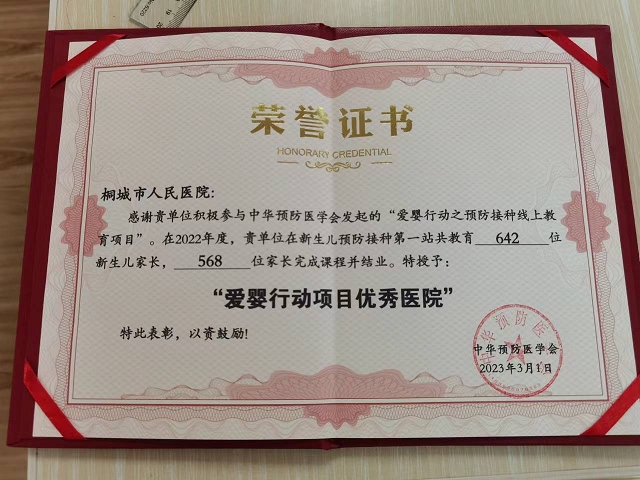 荣誉证书
HONORARY CREDENTIAL
桐城市人民医院：
感谢贵单位积极参与中华预防医学会发起的“爱婴行动之预防接种线上教
育项目”。在2022年度，贵单位在新生儿预防接种第一站共教育 642 位
新生儿家长， 568 位家长完成课程并结业。特授予：
“爱婴行动项目优秀医院”
特此表彰，以资鼓励！
中华预防医学会
2023年3月1日